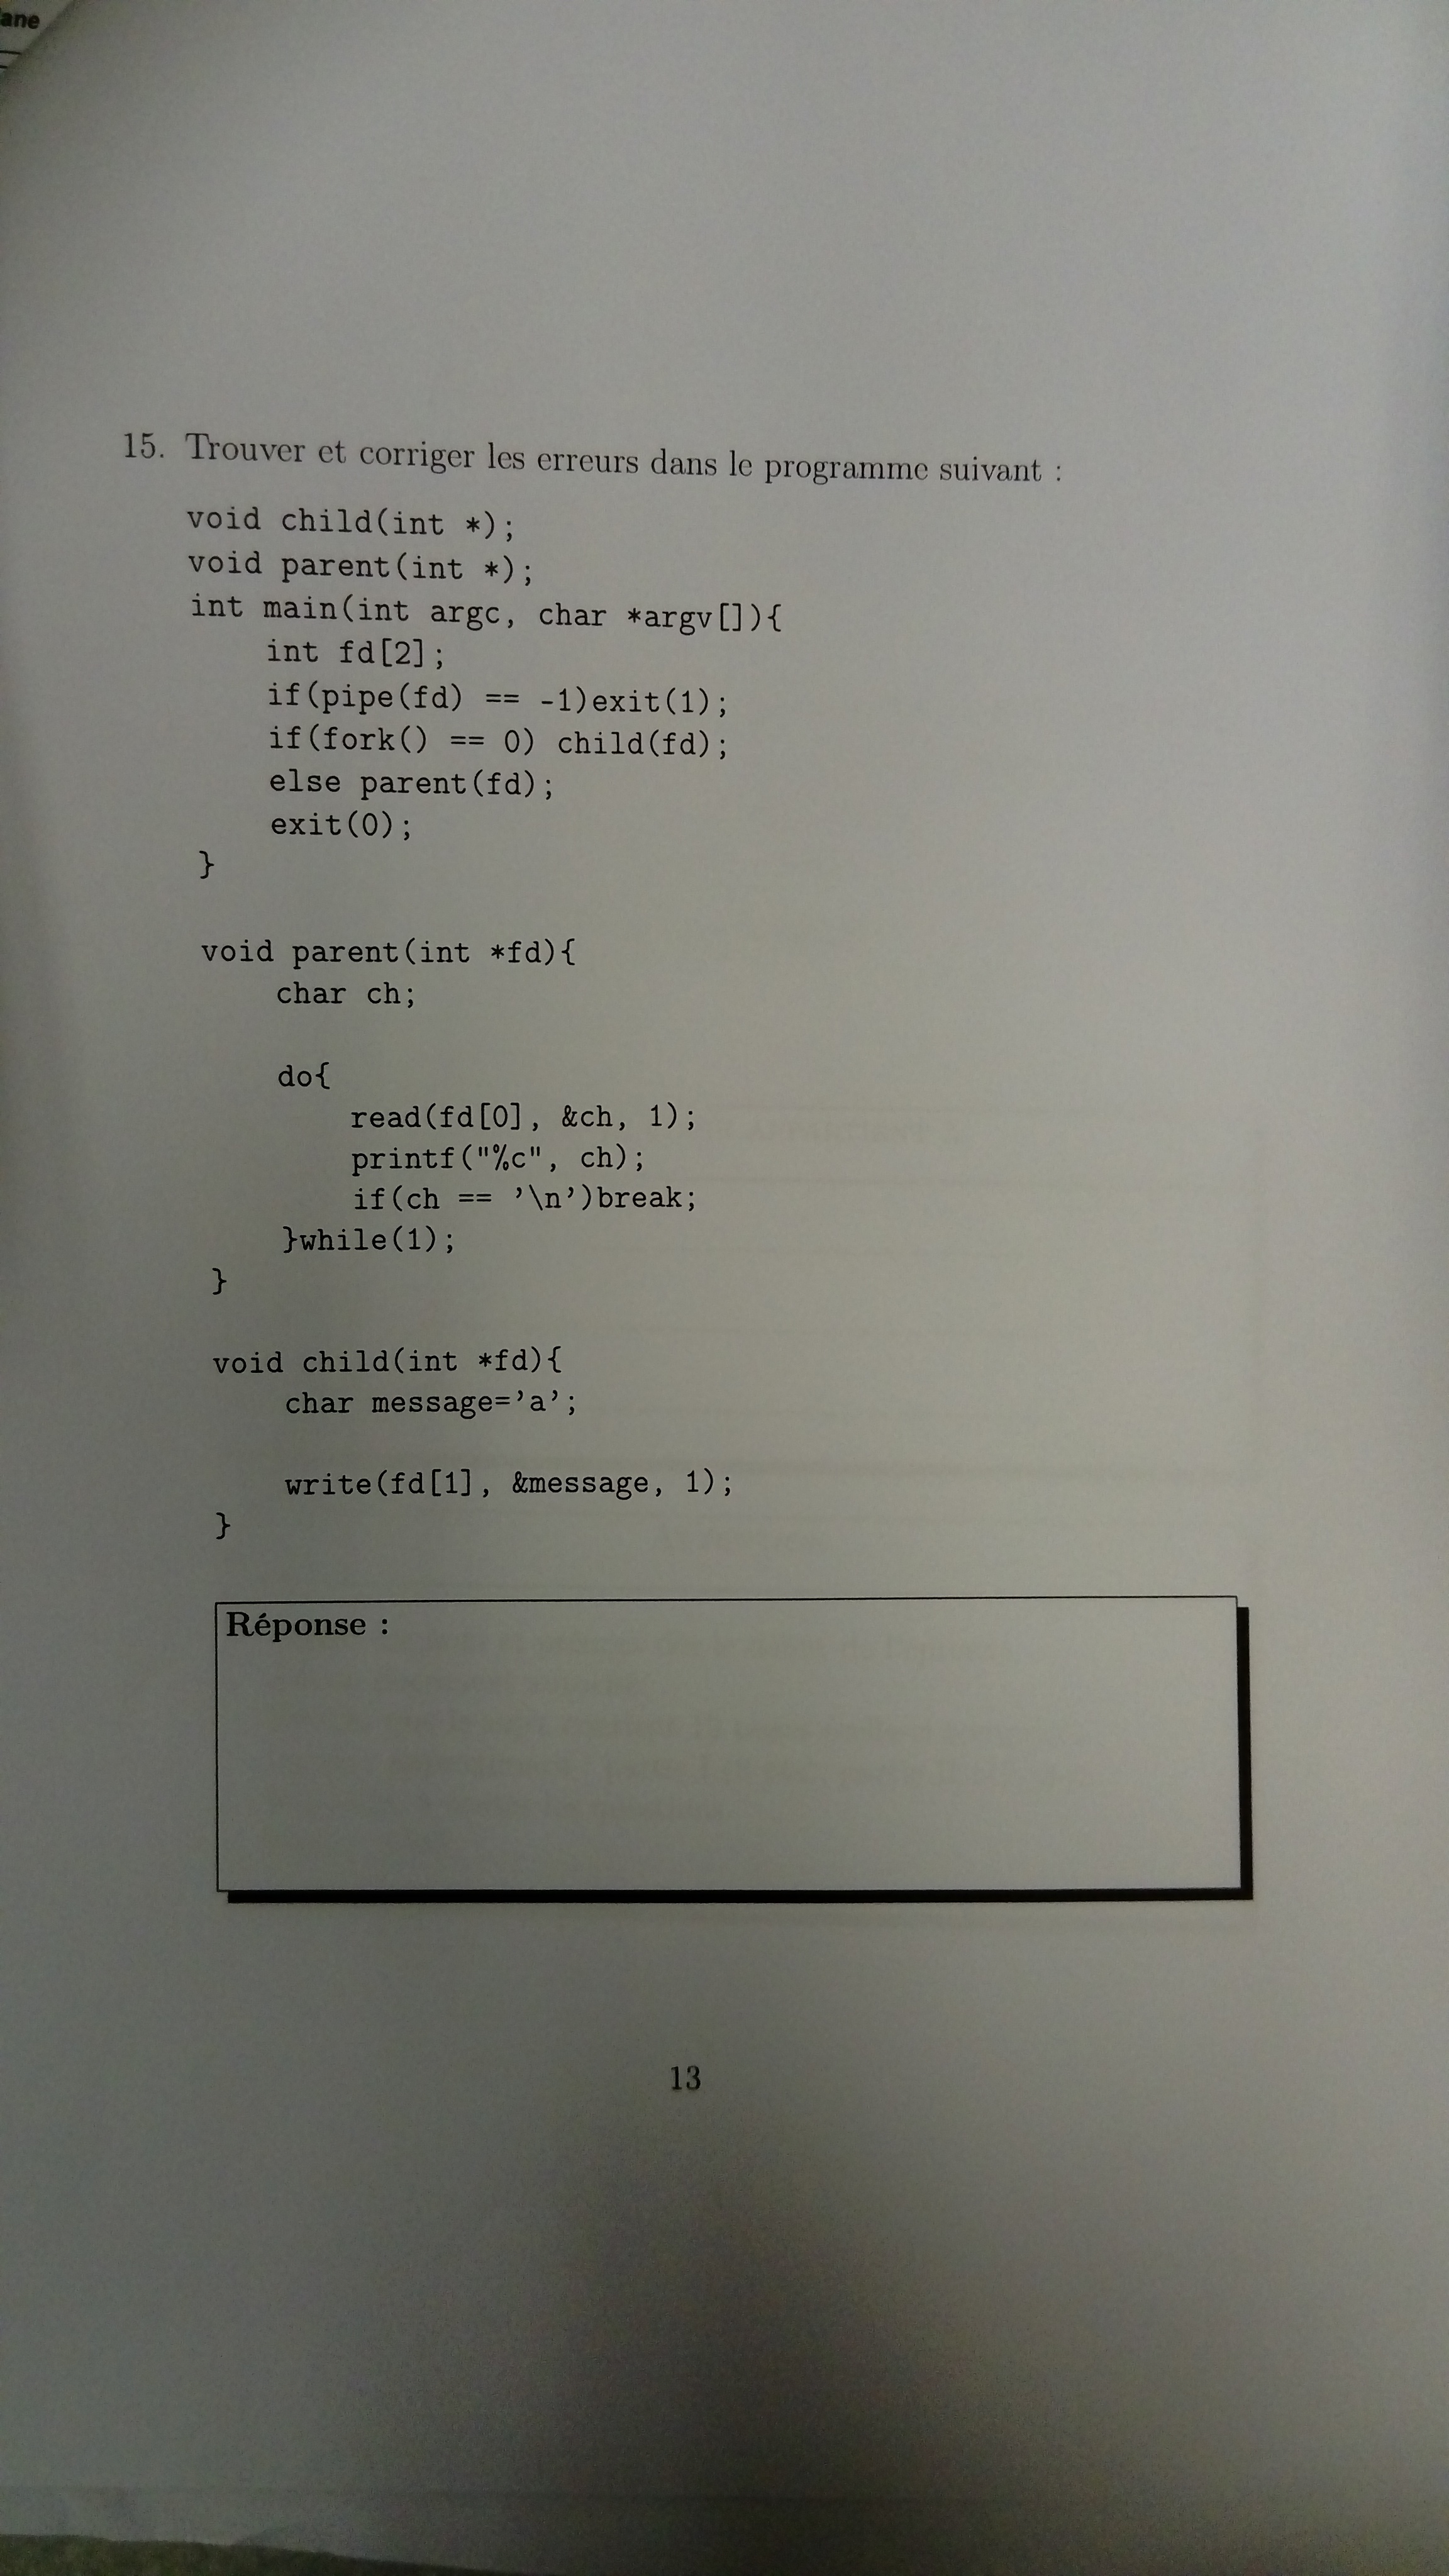 ane
15. Trouver et corriger les erreurs dans le programme suivant :
void child(int *);
void parent(int *);
int main(int argc, char *argv[]){
int fd[2];
if(pipe(fd) == -1)exit(1);
if(fork() == 0) child(fd);
else parent(fd);
exit(0);
}
void parent(int *fd){
char ch;
do{
read(fd[0], &ch, 1);
printf("%c", ch);
if(ch == '\n')break;
}while(1);
}
void child(int *fd){
char message='a';
write(fd[1], &message, 1);
}
Réponse :
13